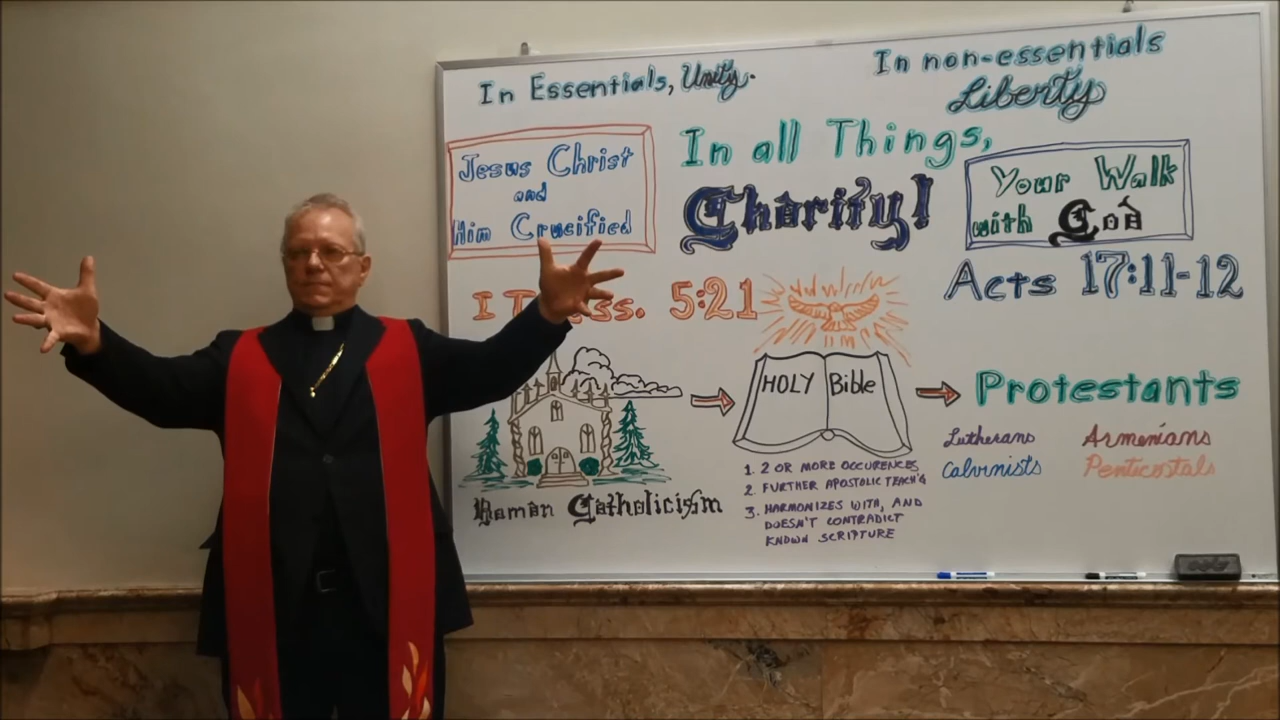 In Essentials, Unity.
In non-essentials
Liberty
Jesus Christ
and
Him Crucified
In all Things,
Charity!
Your Walk
with God
Acts 17:11-12
I 5:21
HOLY Bible
Protestants
Lutherans
Armenians
Calvinists
Penticostals
1. 2 OR MORE OCCURENCES
2. FURTHER APOSTOLIC TEACH'G
3. HARMONIZES WITH, AND
DOESN'T CONTRADICT
KNOWN SCRIPTURE
Roman Catholicism